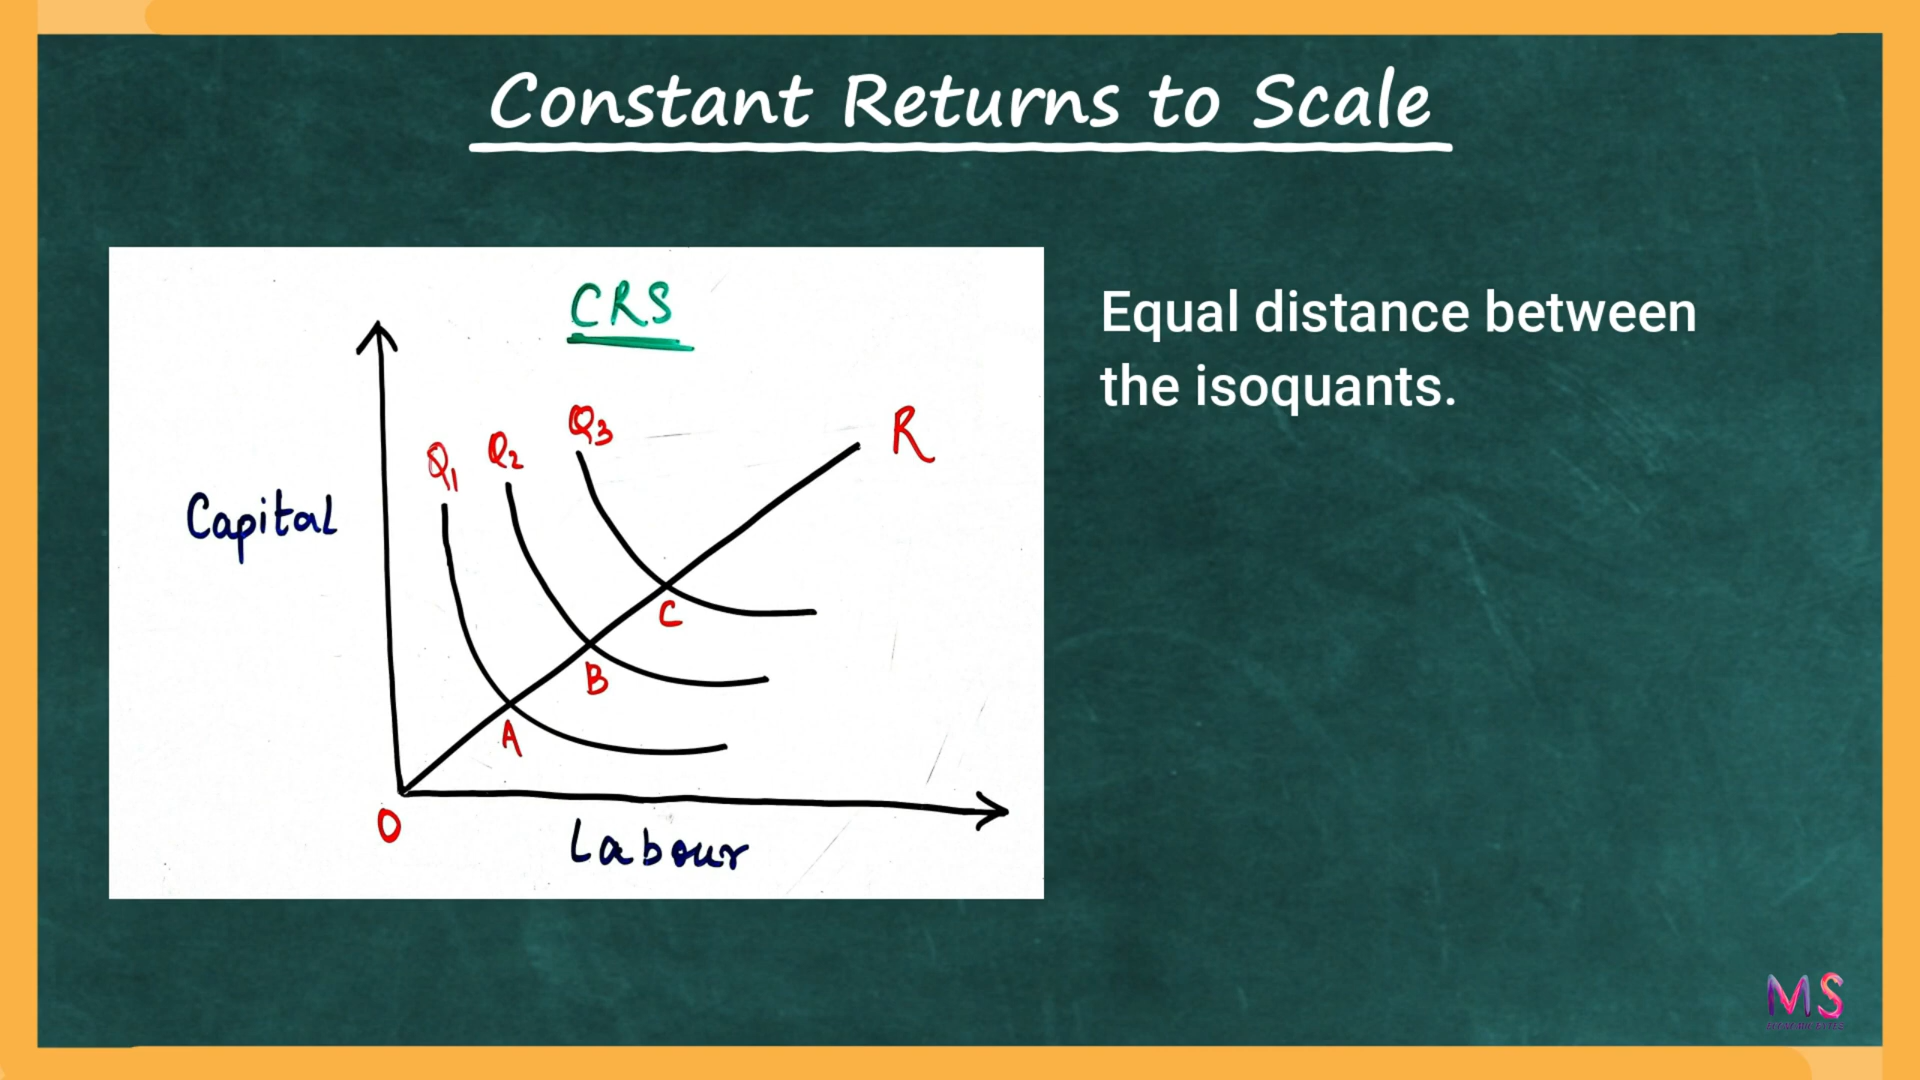 Constant Returns to Scale
CRS
Equal distance between
the isoquants.
Q3
R
Q2
Q1
Capital
C
B
A
O
Labour
MS